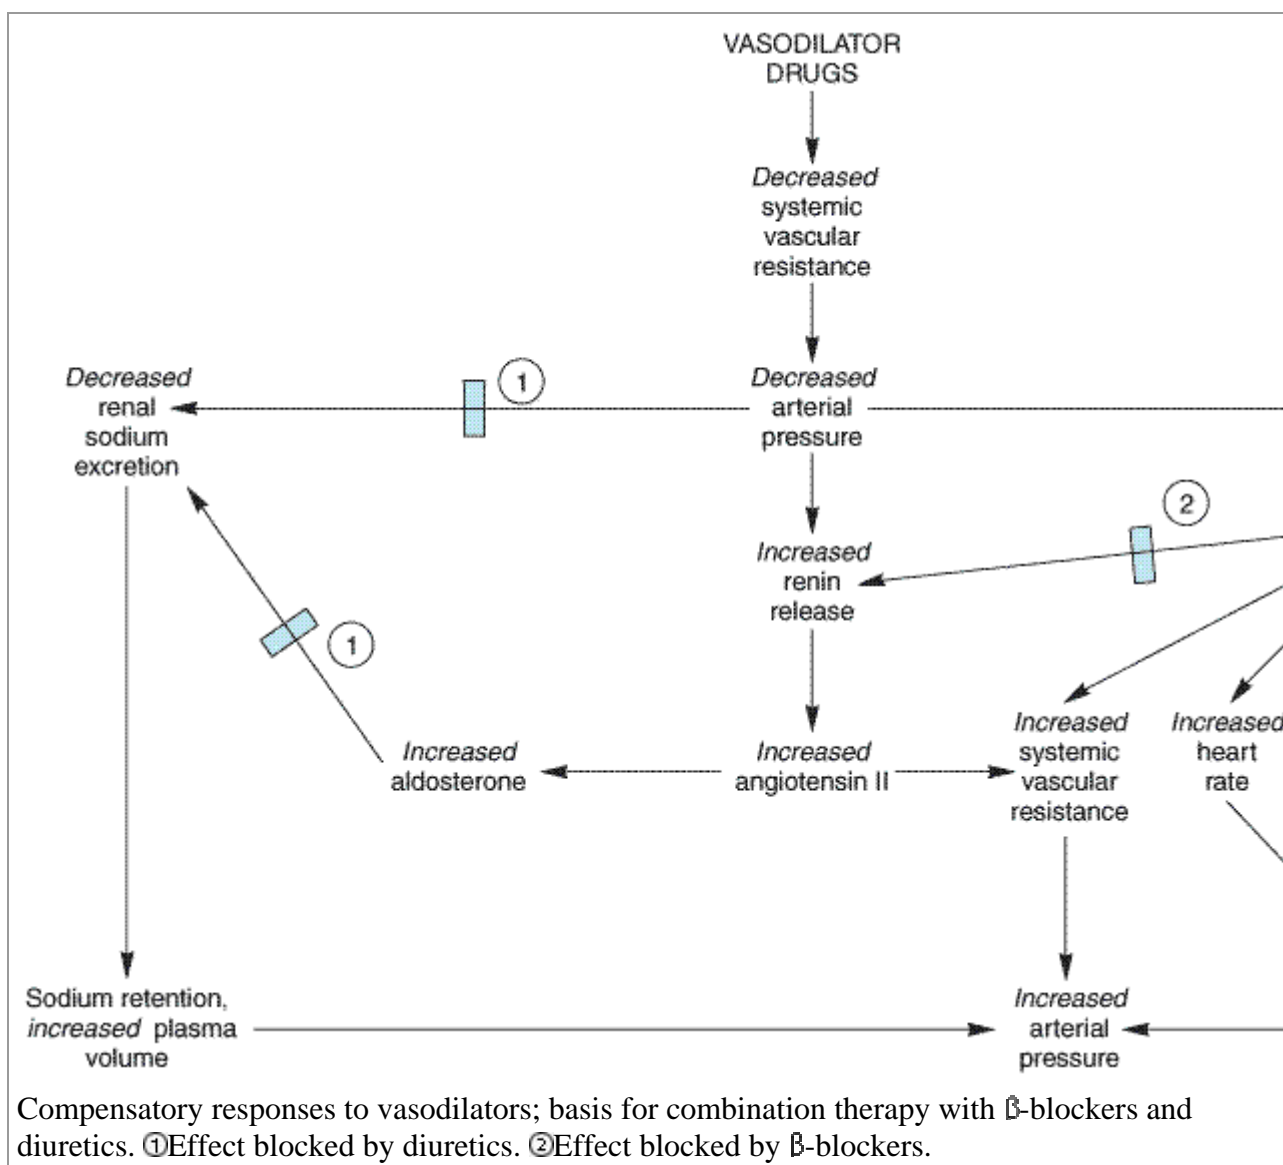 VASODILATOR
DRUGS
Decreased
systemic
vascular
resistance
Decreased
renal
sodium
excretion
1
Decreased
arterial
pressure
2
Increased
renin
release
1
Increased
aldosterone
Increased
angiotensin II
Increased
systemic
vascular
resistance
Increased
heart
rate
Sodium retention,
increased plasma
volume
Increased
arterial
pressure
Compensatory responses to vasodilators; basis for combination therapy with β-blockers and
diuretics. ①Effect blocked by diuretics. ②Effect blocked by β-blockers.